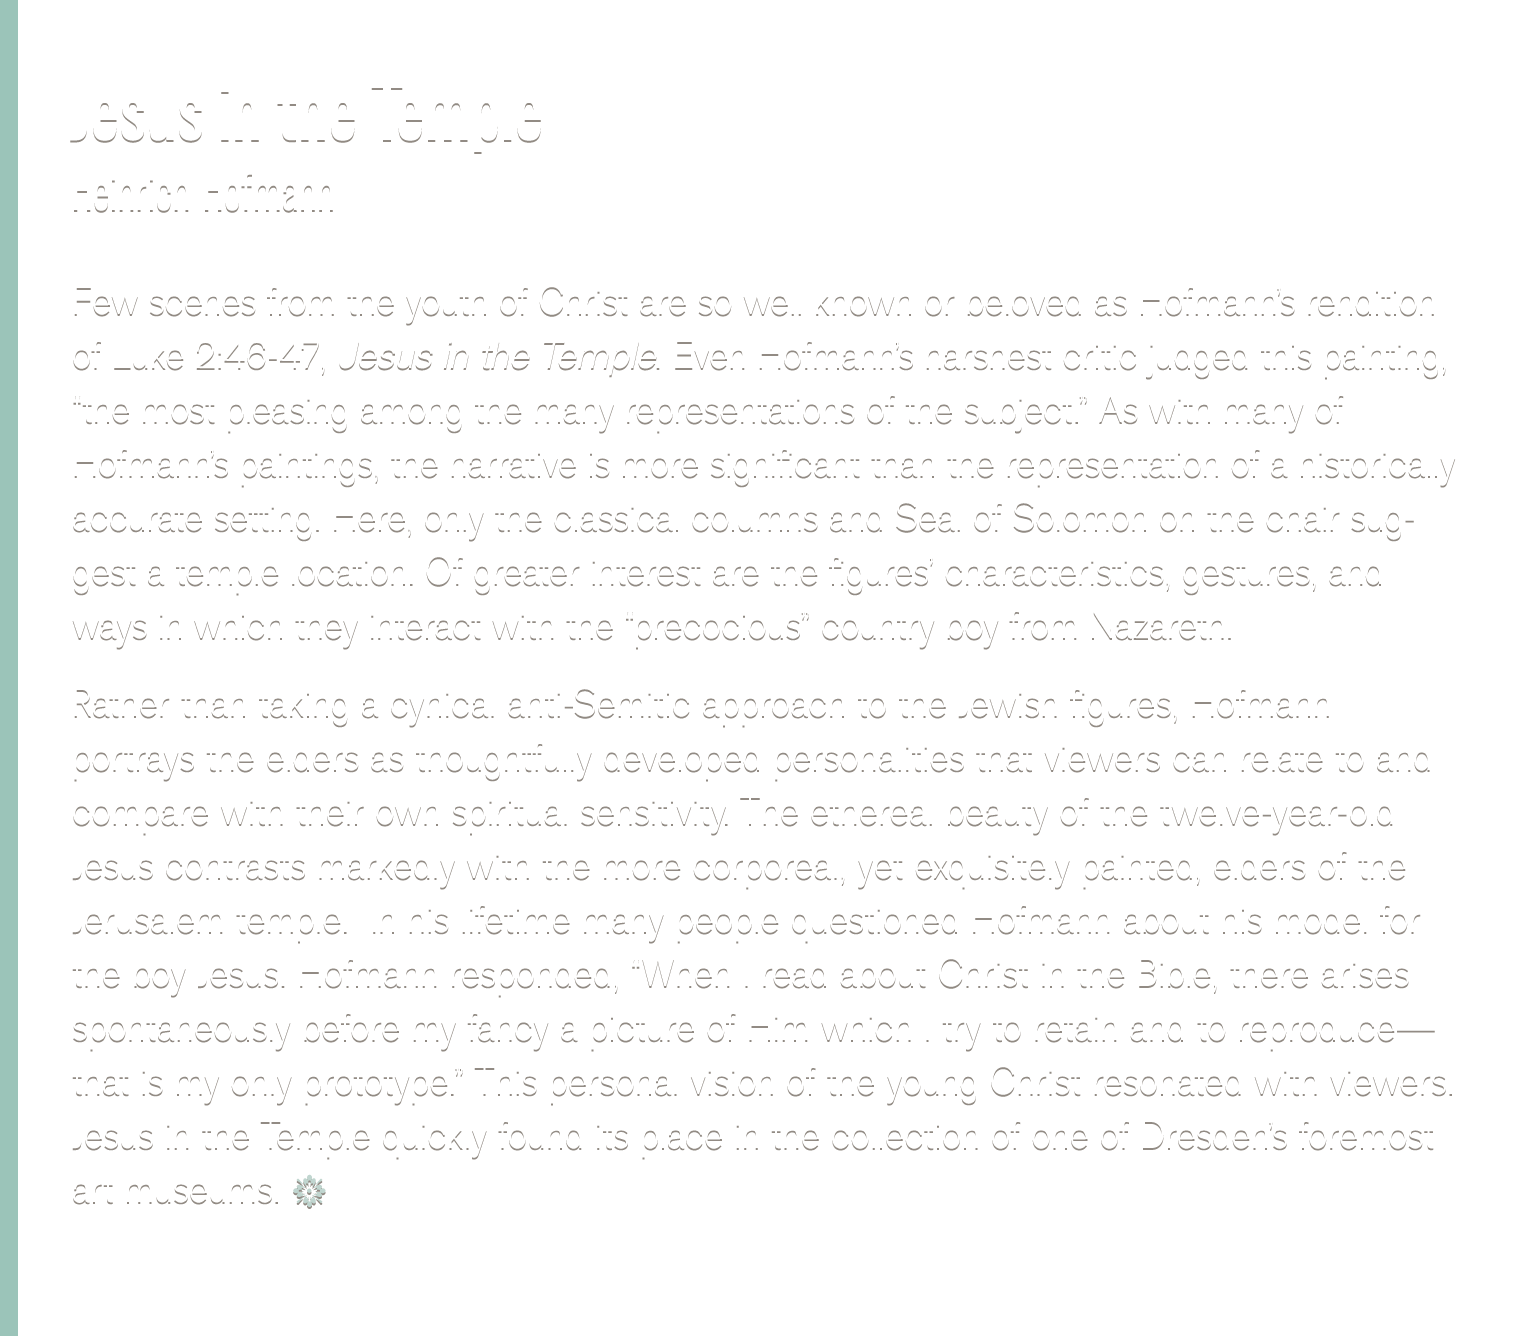 Jesus in the Temple
Heinrich Hofmann
Few scenes from the youth of Christ are so well known or beloved as Hofmann's rendition
of Luke 2:46-47, Jesus in the Temple. Even Hofmann's harshest critic judged this painting,
"the most pleasing among the many representations of the subject." As with many of
Hofmann's paintings, the narrative is more significant than the representation of a historically
accurate setting. Here, only the classical columns and Seal of Solomon on the chair sug-
gest a temple location. Of greater interest are the figures' characteristics, gestures, and
ways in which they interact with the "precocious" country boy from Nazareth.
Rather than taking a cynical anti-Semitic approach to the Jewish figures, Hofmann
portrays the elders as thoughtfully developed personalities that viewers can relate to and
compare with their own spiritual sensitivity. The ethereal beauty of the twelve-year-old
Jesus contrasts markedly with the more corporeal, yet exquisitely painted, elders of the
Jerusalem temple.  In his lifetime many people questioned Hofmann about his model for
the boy Jesus. Hofmann responded, "When I read about Christ in the Bible, there arises
spontaneously before my fancy a picture of Him which I try to retain and to reproduce—
that is my only prototype." This personal vision of the young Christ resonated with viewers.
Jesus in the Temple quickly found its place in the collection of one of Dresden's foremost
art museums.